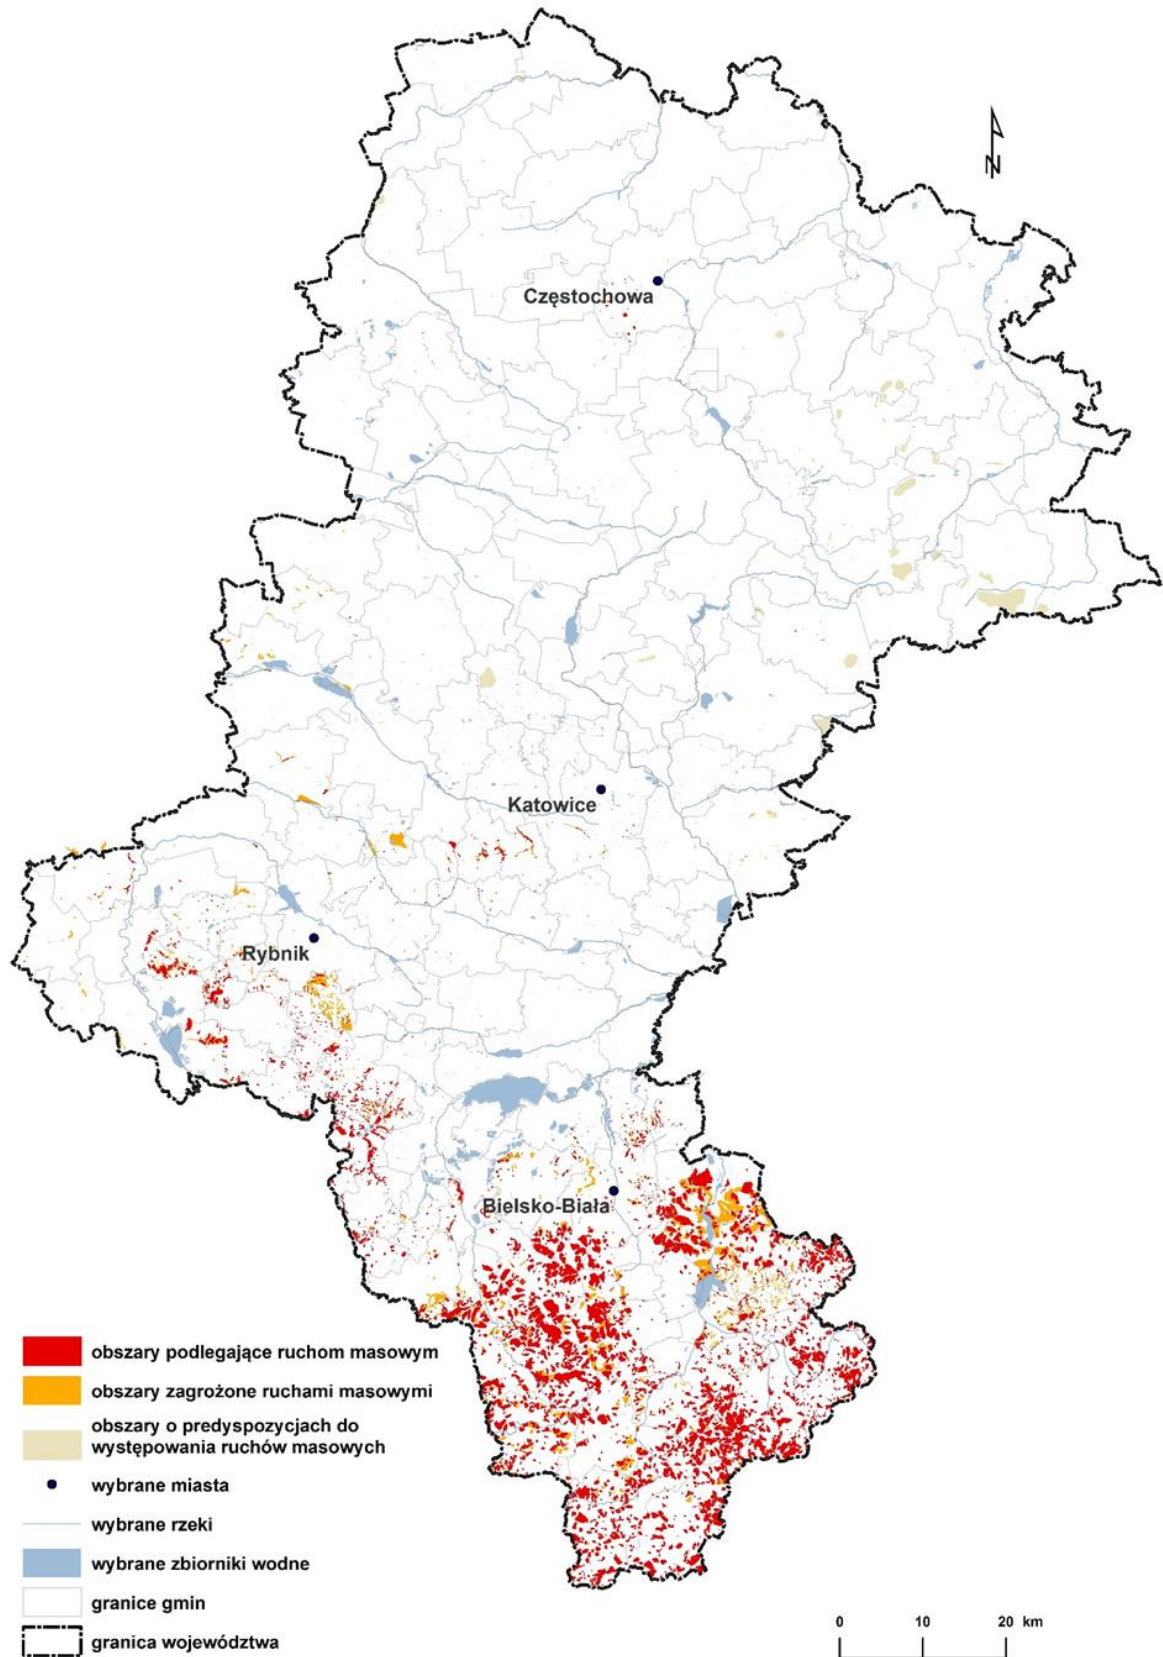 N
Częstochowa
Katowice
Rybnik
Bielsko-Biała
obszary podlegające ruchom masowym
obszary zagrożone ruchami masowymi
obszary o predyspozycjach do
występowania ruchów masowych
wybrane miasta
wybrane rzeki
wybrane zbiorniki wodne
granice gmin
granica województwa
0 10 20 km